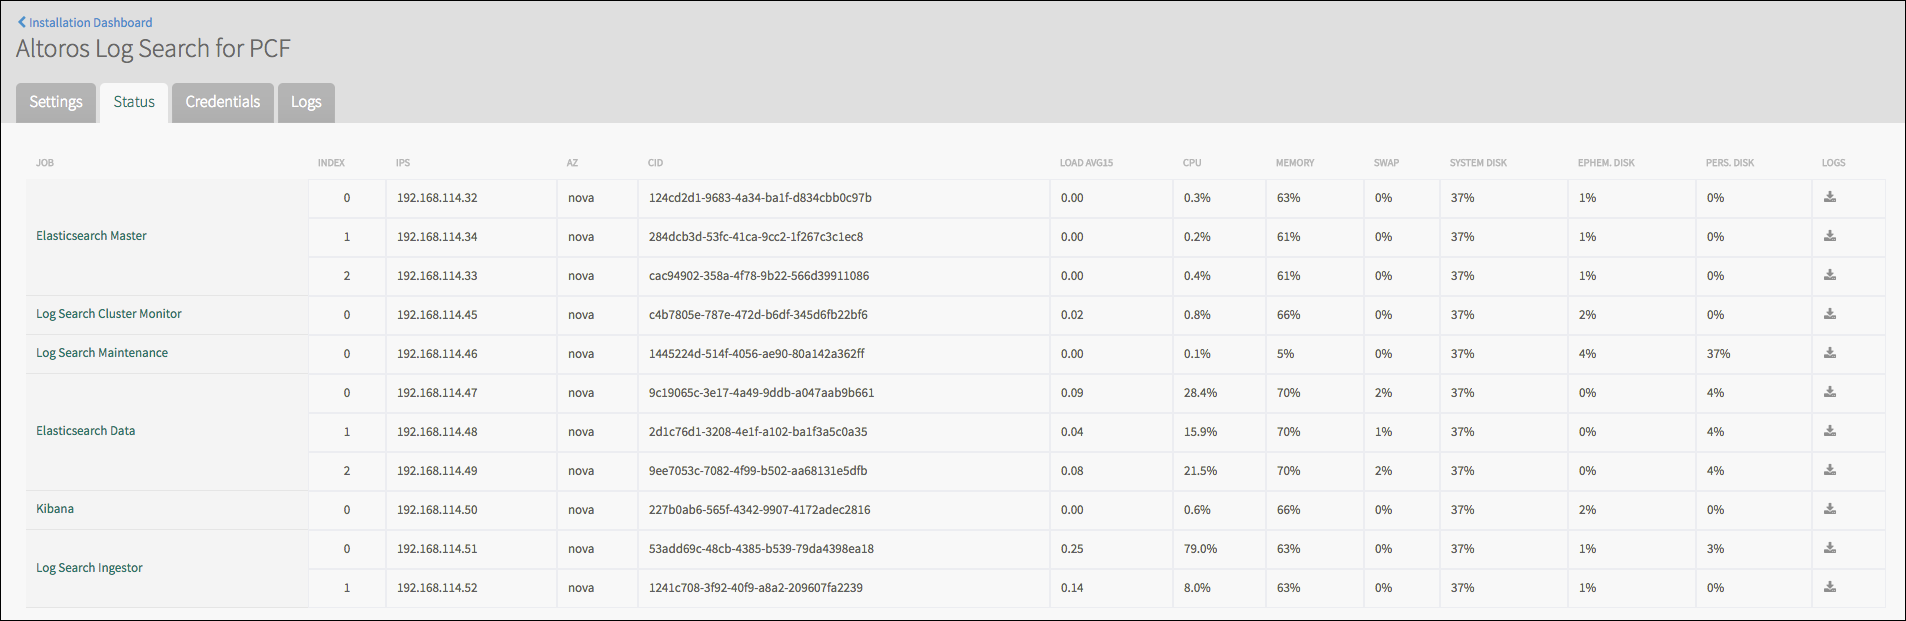 Installation Dashboard
Altoros Log Search for PCF
Settings Status Credentials Logs
JOB INDEX IPS AZ CID LOAD AVG15 CPU MEMORY SWAP SYSTEM DISK EPHEM. DISK PERS. DISK LOGS
0 192.168.114.32 nova 124cd2d1-9683-4a34-ba1f-d834cbb0c97b 0.00 0.3% 63% 0% 37% 1% 0%
Elasticsearch Master 1 192.168.114.34 nova 284dcb3d-53fc-41ca-9cc2-1f267c3c1ec8 0.00 0.2% 61% 0% 37% 1% 0%
2 192.168.114.33 nova cac94902-358a-4f78-9b22-566d39911086 0.00 0.4% 61% 0% 37% 1% 0%
Log Search Cluster Monitor 0 192.168.114.45 nova c4b7805e-787e-472d-b6df-345d6fb22bf6 0.02 0.8% 66% 0% 37% 2% 0%
Log Search Maintenance 0 192.168.114.46 nova 1445224d-514f-4056-ae90-80a142a362ff 0.00 0.1% 5% 0% 37% 4% 37%
0 192.168.114.47 nova 9c19065c-3e17-4a49-9ddb-a047aab9b661 0.09 28.4% 70% 2% 37% 0% 4%
Elasticsearch Data 1 192.168.114.48 nova 2d1c76d1-3208-4e1f-a102-ba1f3a5c0a35 0.04 15.9% 70% 1% 37% 0% 4%
2 192.168.114.49 nova 9ee7053c-7082-4f99-b502-aa68131e5dfb 0.08 21.5% 70% 2% 37% 0% 4%
Kibana 0 192.168.114.50 nova 227b0ab6-565f-4342-9907-4172adec2816 0.00 0.6% 66% 0% 37% 2% 0%
0 192.168.114.51 nova 53add69c-48cb-4385-b539-79da4398ea18 0.25 79.0% 63% 0% 37% 1% 3%
Log Search Ingestor
1 192.168.114.52 nova 1241c708-3f92-40f9-a8a2-209607fa2239 0.14 8.0% 63% 0% 37% 1% 0%